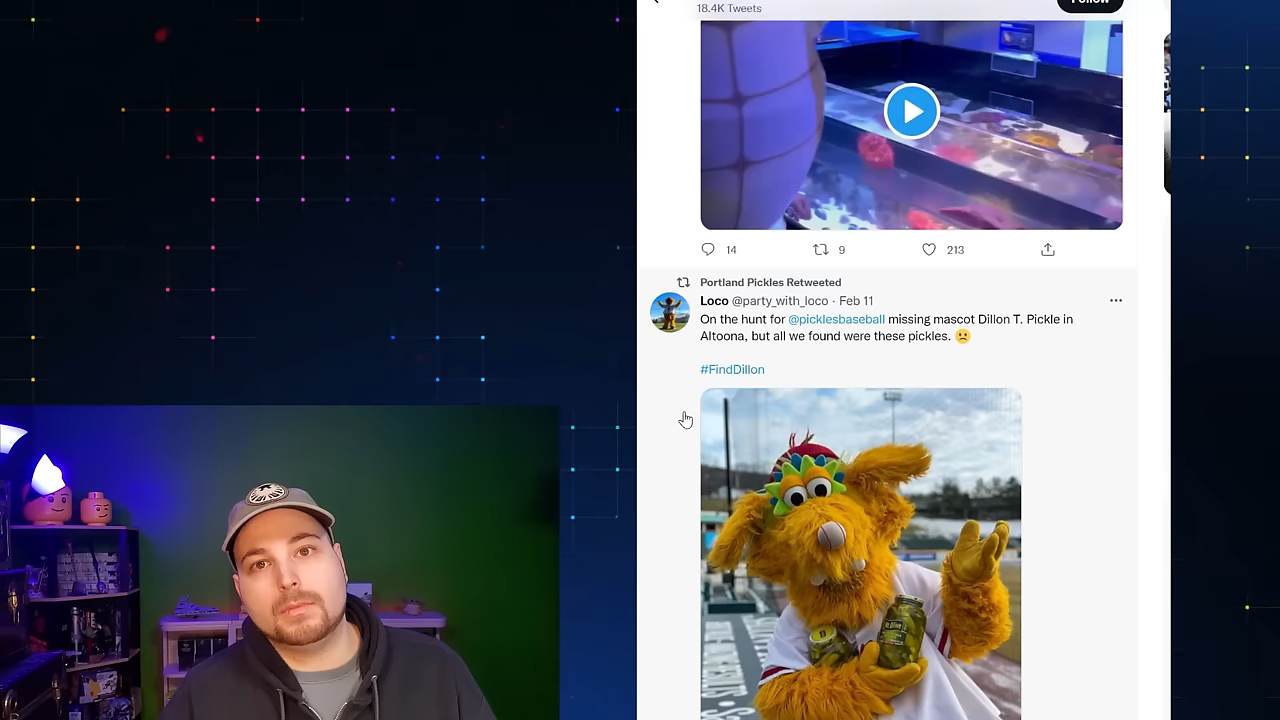 18.4K Tweets
Follow
14
9
213
Portland Pickles Retweeted
Loco @party_with_loco · Feb 11
On the hunt for @picklesbaseball missing mascot Dillon T. Pickle in
Altoona, but all we found were these pickles. 🙁
#FindDillon